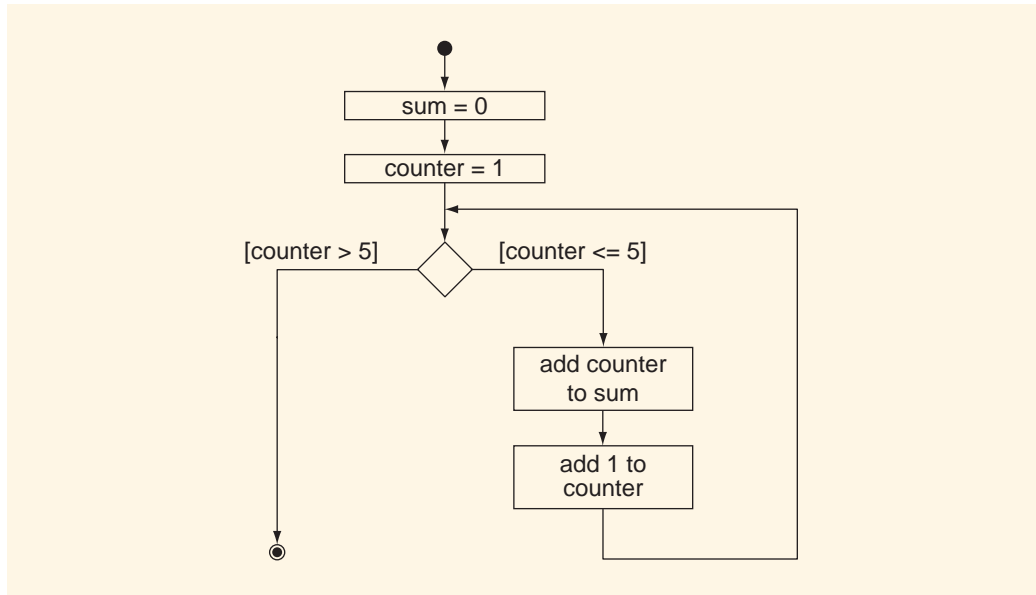 sum = 0
counter = 1
[counter > 5]
[counter <= 5]
add counter
to sum
add 1 to
counter